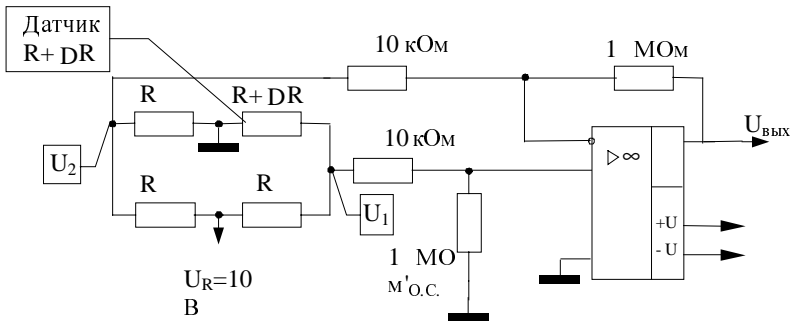 Датчик
R+ DR
10 кОм
1 МОм
R
R+ DR
10 кОм
Uвых
U2
▷ ∞
R
R
U1
+U
- U
1 МО
м'О.С.
UR=10
В